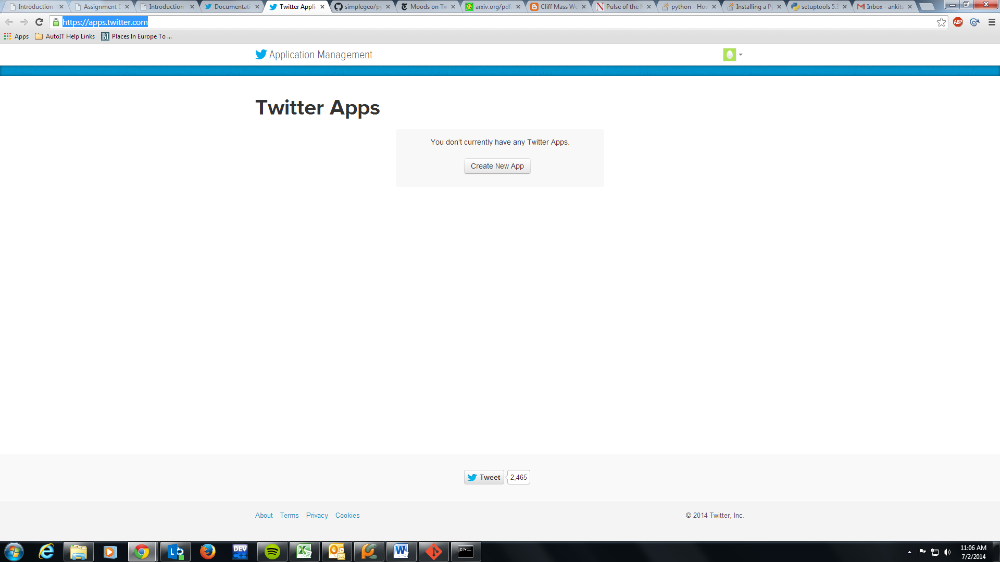 Introduction
Assignment D
Introduction
Documentati
Twitter Appli
simplegeo/py
Moods on Tw
arxiv.org/pdf
Cliff Mass We
Pulse of the N
python - How
Installing a Py
setuptools 5.3
Inbox - ankits
https://apps.twitter.com
ABP
Apps
AutoIT Help Links
BI
Places In Europe To ...
Application Management
Twitter Apps
You don't currently have any Twitter Apps.
Create New App
Tweet
2,465
About Terms Privacy Cookies
© 2014 Twitter, Inc.
DEV
C:\
11:06 AM
7/2/2014